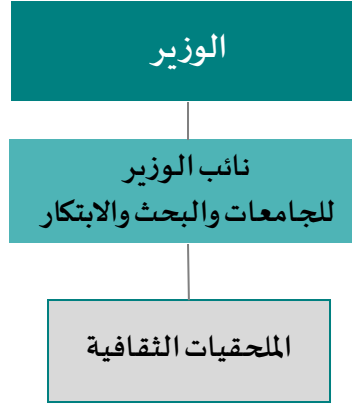 الوزير
نائب الوزير
للجامعات والبحث والابتكار
الملحقيات الثقافية